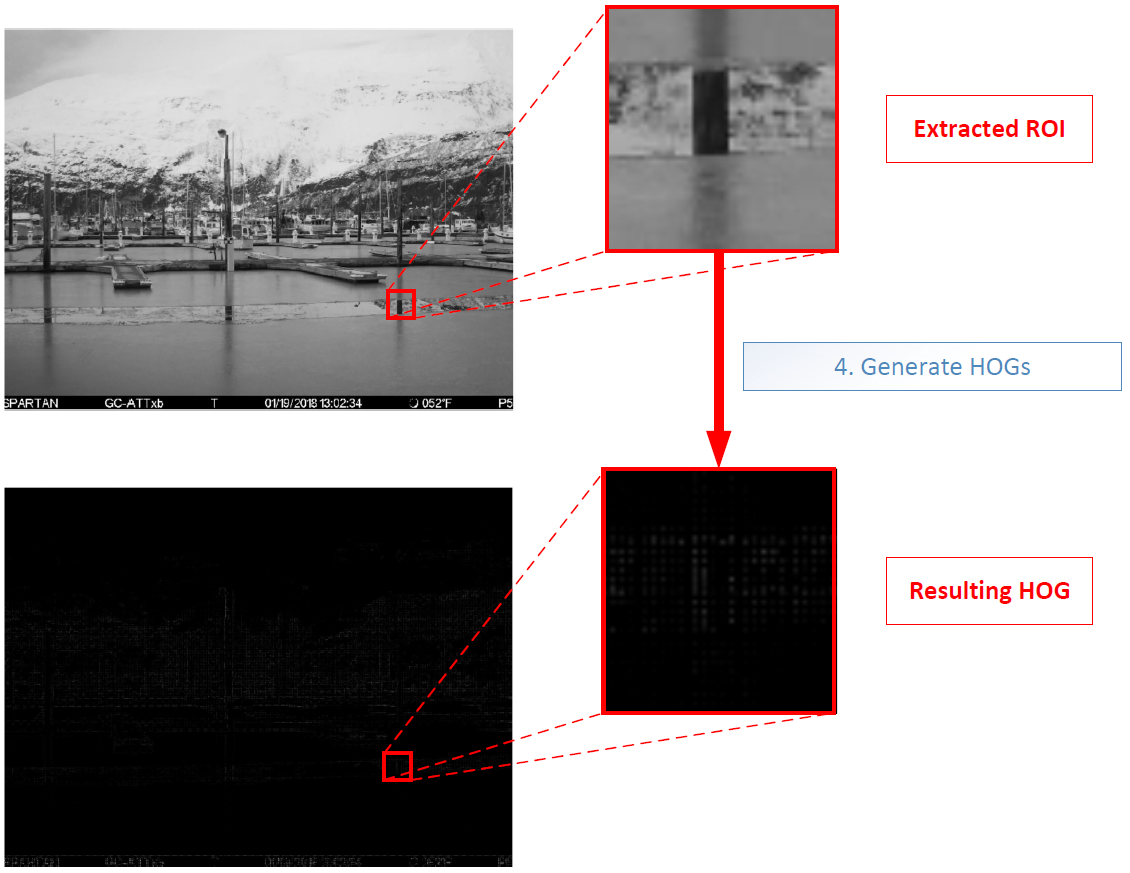 Extracted ROI
4. Generate HOGs
SPARTAN GC-ATTxb T 01/19/2018 13:02:34 052°F P5
Resulting HOG